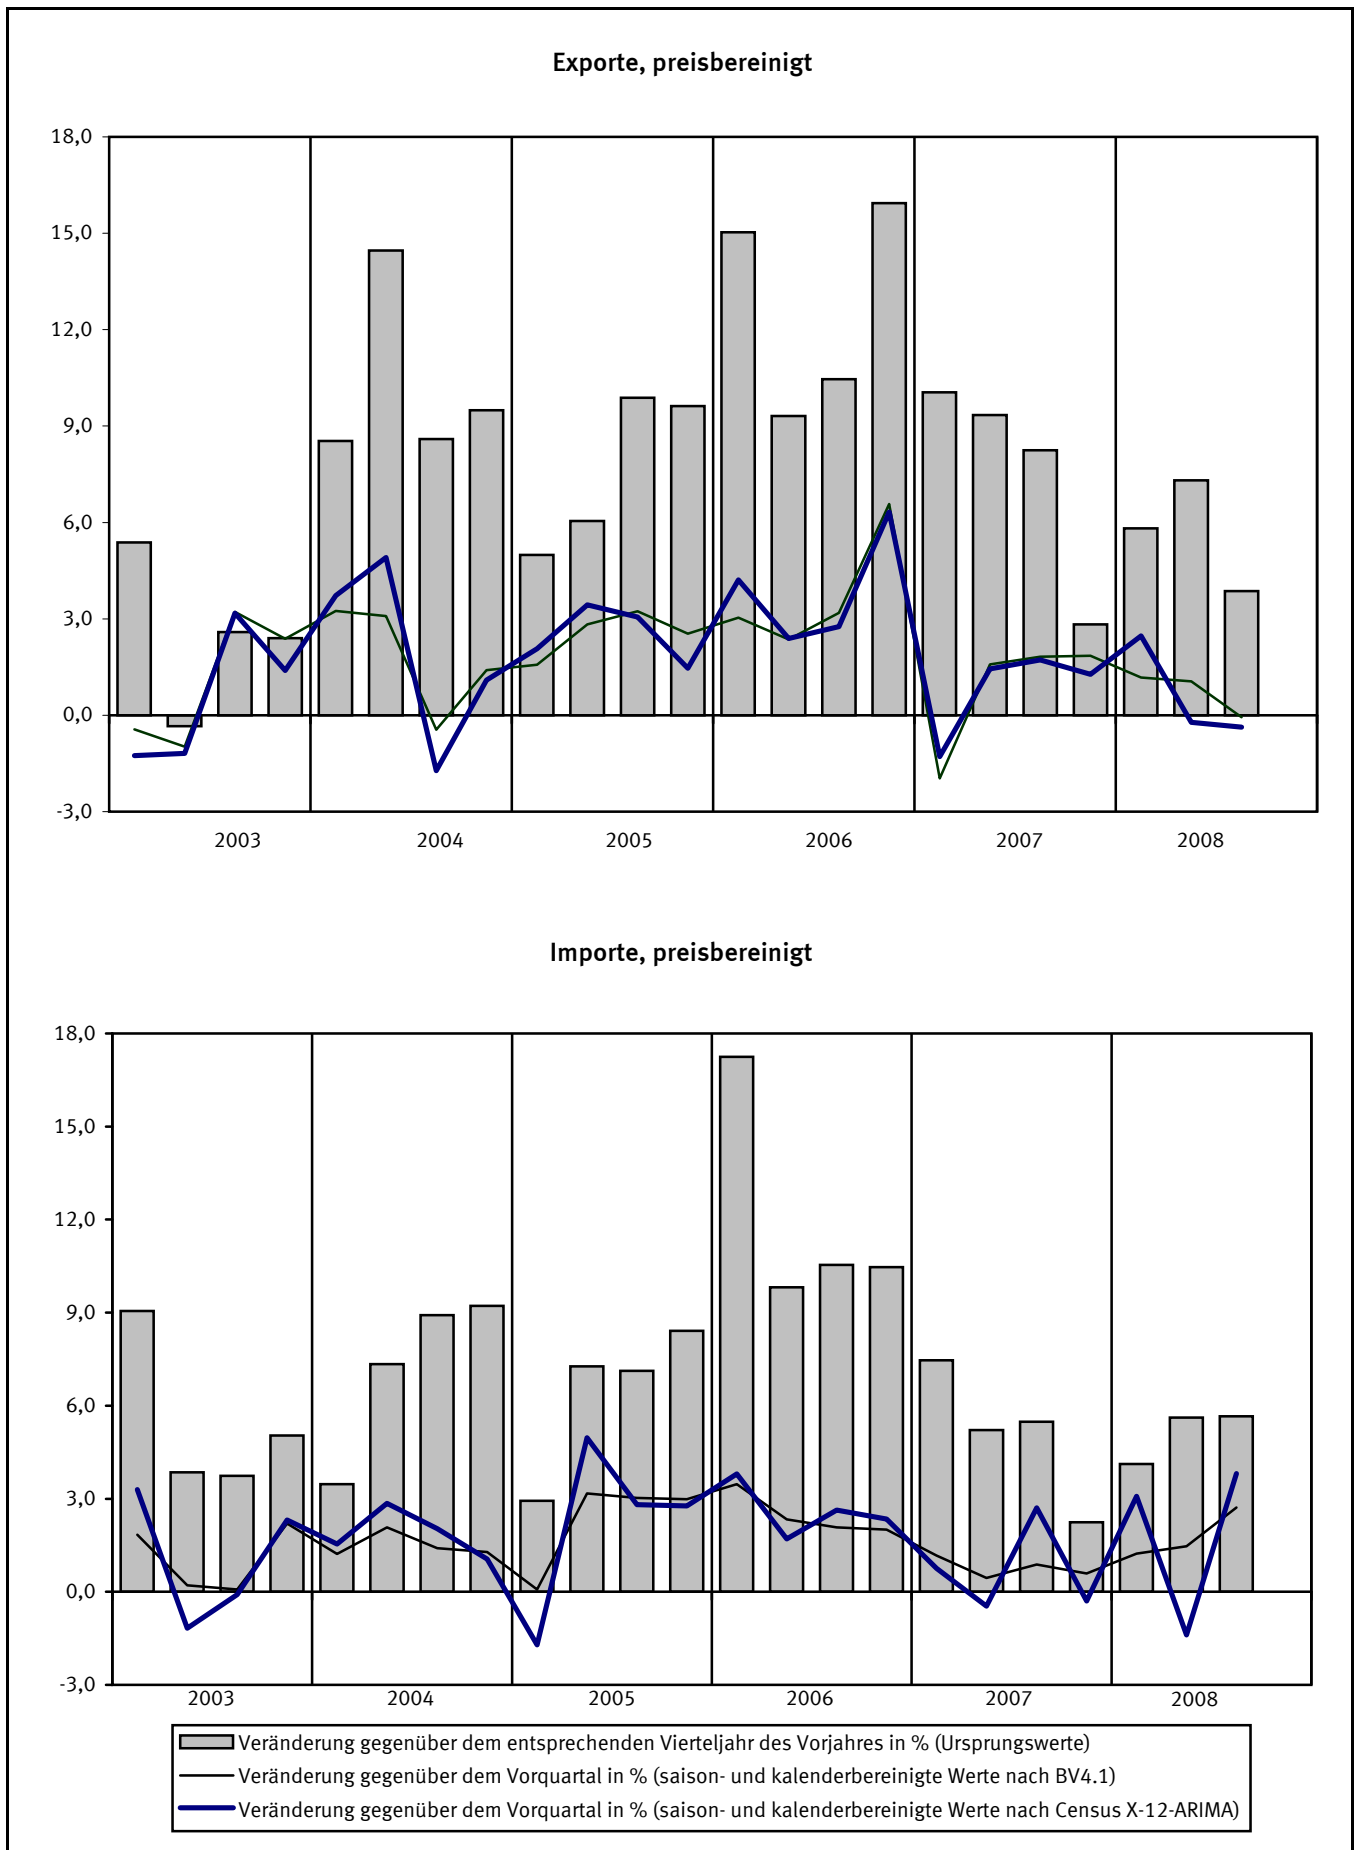 Exporte, preisbereinigt
18,0
15,0
12,0
9,0
6,0
3,0
0,0
-3,0
2003 2004 2005 2006 2007 2008
Importe, preisbereinigt
18,0
15,0
12,0
9,0
6,0
3,0
0,0
-3,0
2003 2004 2005 2006 2007 2008
Veränderung gegenüber dem entsprechenden Vierteljahr des Vorjahres in % (Ursprungswerte)
Veränderung gegenüber dem Vorquartal in % (saison- und kalenderbereinigte Werte nach BV4.1)
Veränderung gegenüber dem Vorquartal in % (saison- und kalenderbereinigte Werte nach Census X-12-ARIMA)